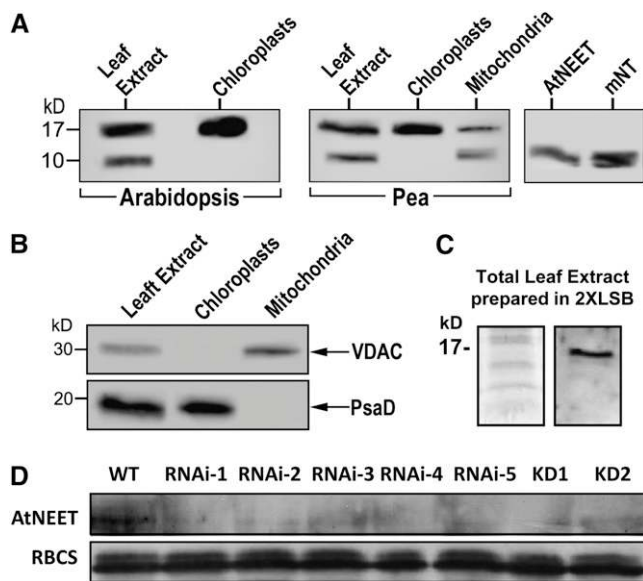 A
Leaf Extract
Chloroplasts
Leaf Extract
Chloroplasts
Mitochondria
AtNEET
mNT
kD
17
10
Arabidopsis
Pea
B
Leaft Extract
Chloroplasts
Mitochondria
kD
30
VDAC
20
PsaD
C
Total Leaf Extract
prepared in 2XLSB
kD
17-
D
WT RNAi-1 RNAi-2 RNAi-3 RNAi-4 RNAi-5 KD1 KD2
AtNEET
RBCS